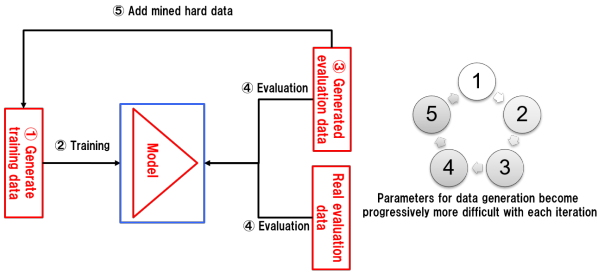 ⑤ Add mined hard data
① Generate
training data
② Training
Model
④ Evaluation
③ Generated
evaluation data
④ Evaluation
Real evaluation
data
1
2
3
4
5
Parameters for data generation become
progressively more difficult with each iteration